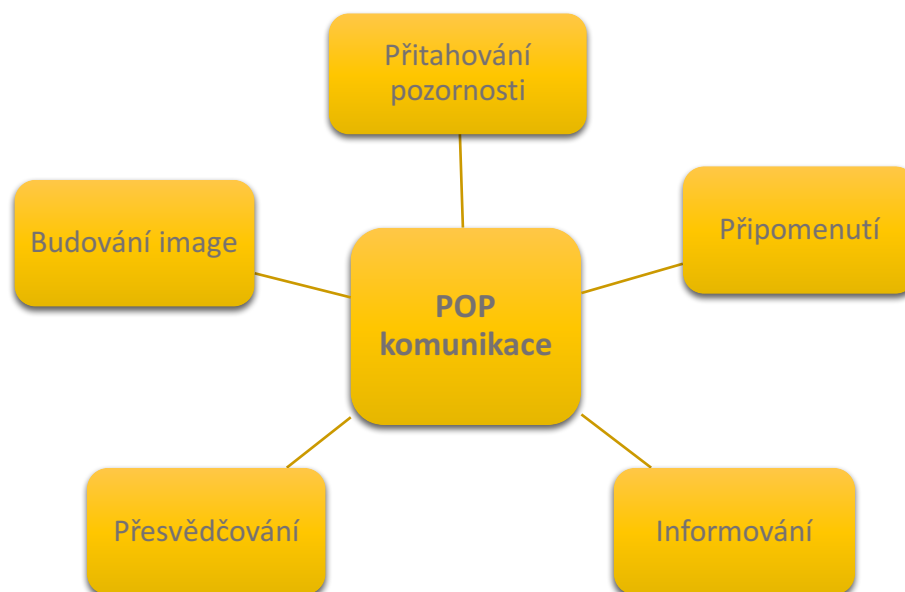 Přitahování
pozornosti
Budování image
Připomenutí
POP
komunikace
Přesvědčování
Informování